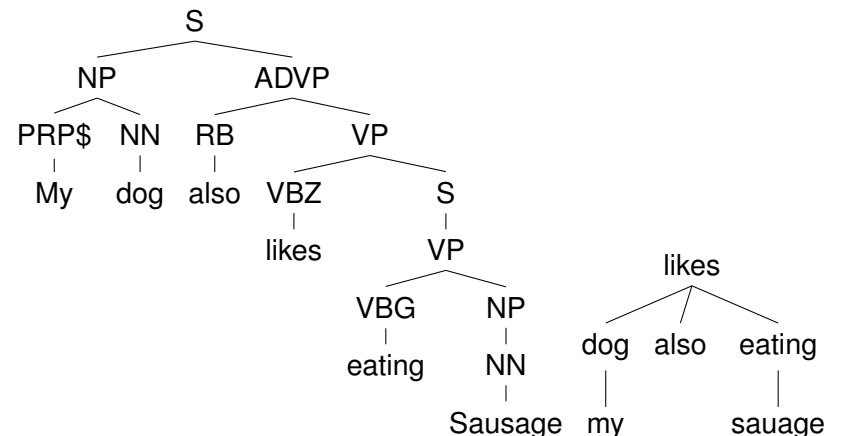 S
NP ADVP
PRP$ NN RB VP
My dog also VBZ S
likes VP
likes
VBG NP
dog also eating
eating NN
Sausage my sauage